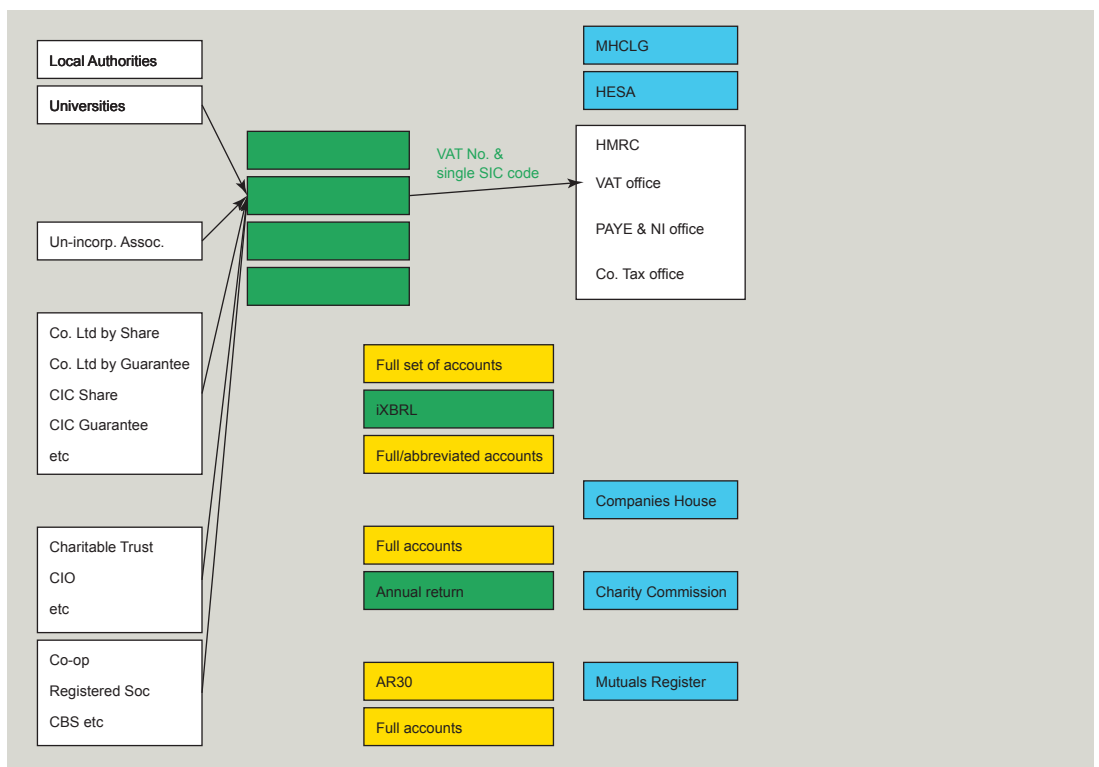 Local Authorities
Universities
Un-incorp. Assoc.
Co. Ltd by Share
Co. Ltd by Guarantee
CIC Share
CIC Guarantee
etc
Charitable Trust
CIO
etc
Co-op
Registered Soc
CBS etc
VAT No. &
single SIC code
Full set of accounts
iXBRL
Full/abbreviated accounts
Full accounts
Annual return
AR30
Full accounts
MHCLG
HESA
HMRC
VAT office
PAYE & NI office
Co. Tax office
Companies House
Charity Commission
Mutuals Register